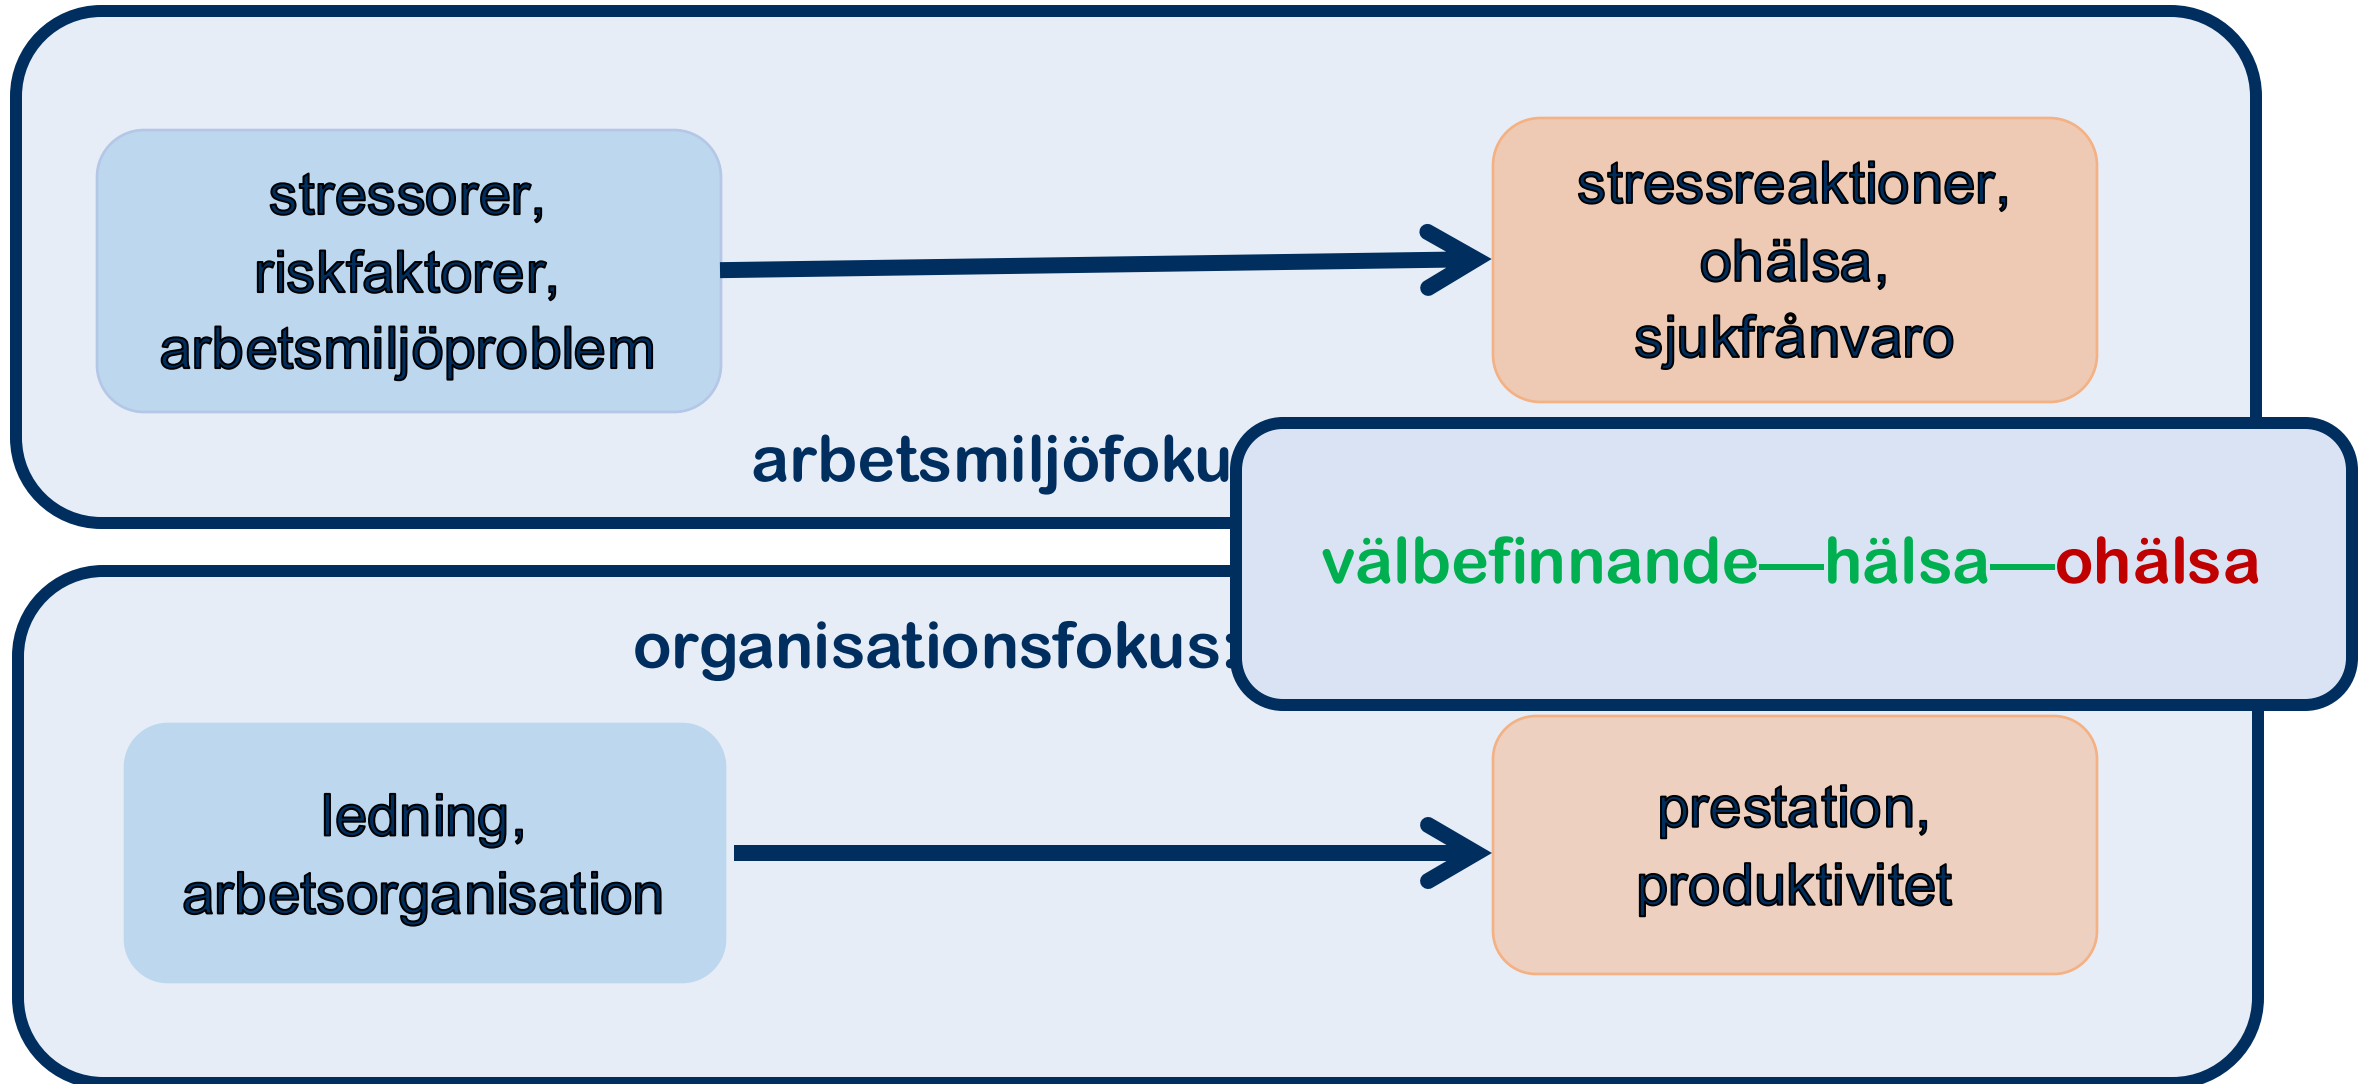 stressorer,
riskfaktorer,
arbetsmiljöproblem
stressreaktioner,
ohälsa,
sjukfrånvaro
arbetsmiljöfoku
välbefinnande—hälsa—ohälsa
organisationsfokus:
ledning,
arbetsorganisation
prestation,
produktivitet